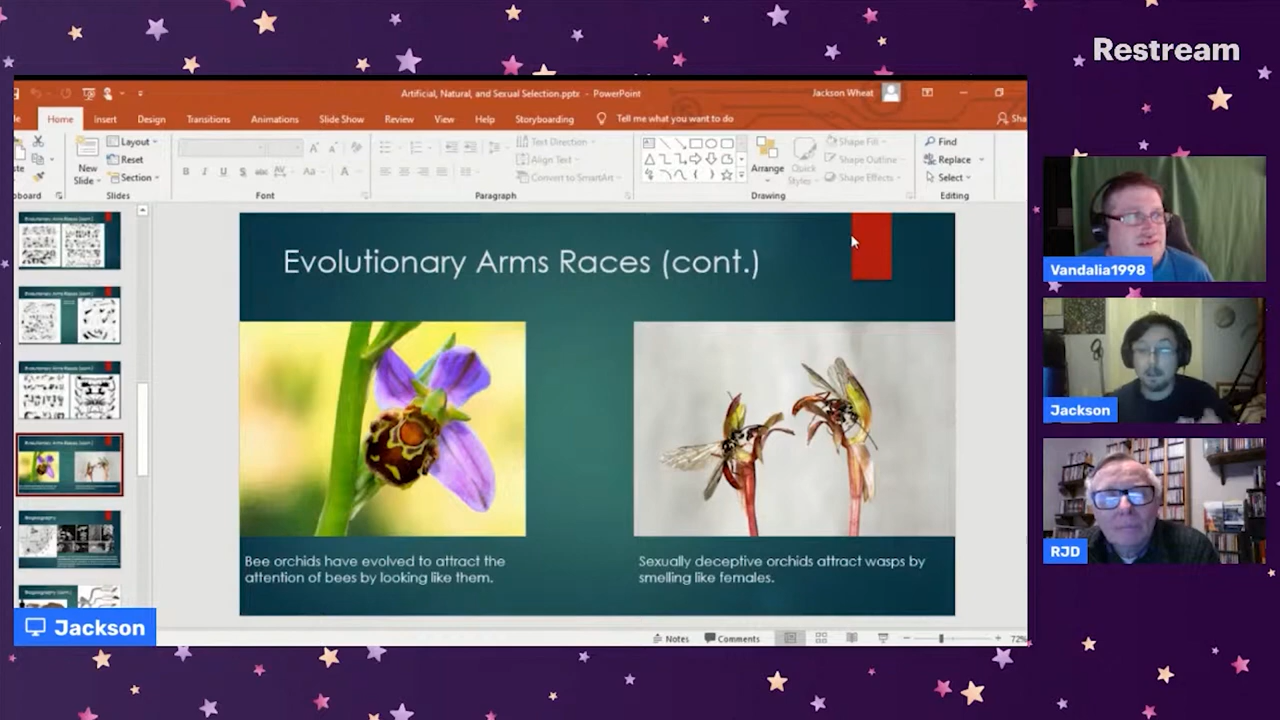 Restream
Artificial, Natural, and Sexual Selection.pptx - PowerPoint
Jackson Wheat
Home Insert Design Transitions Animations Slide Show Review View Help Storyboarding Tell me what you want to do
Layout
Reset
Section
New
Slide
Slides
Font
Text Direction
Align Text
Convert to SmartArt
Paragraph
Arrange
Quick
Styles
Shape Fill
Shape Outline
Shape Effects
Drawing
Find
Replace
Select
Editing
Evolutionary Arms Races (cont.)
Bee orchids have evolved to attract the
attention of bees by looking like them.
Sexually deceptive orchids attract wasps by
smelling like females.
Vandalia1998
Jackson
RJD
Jackson
Notes Comments 72%